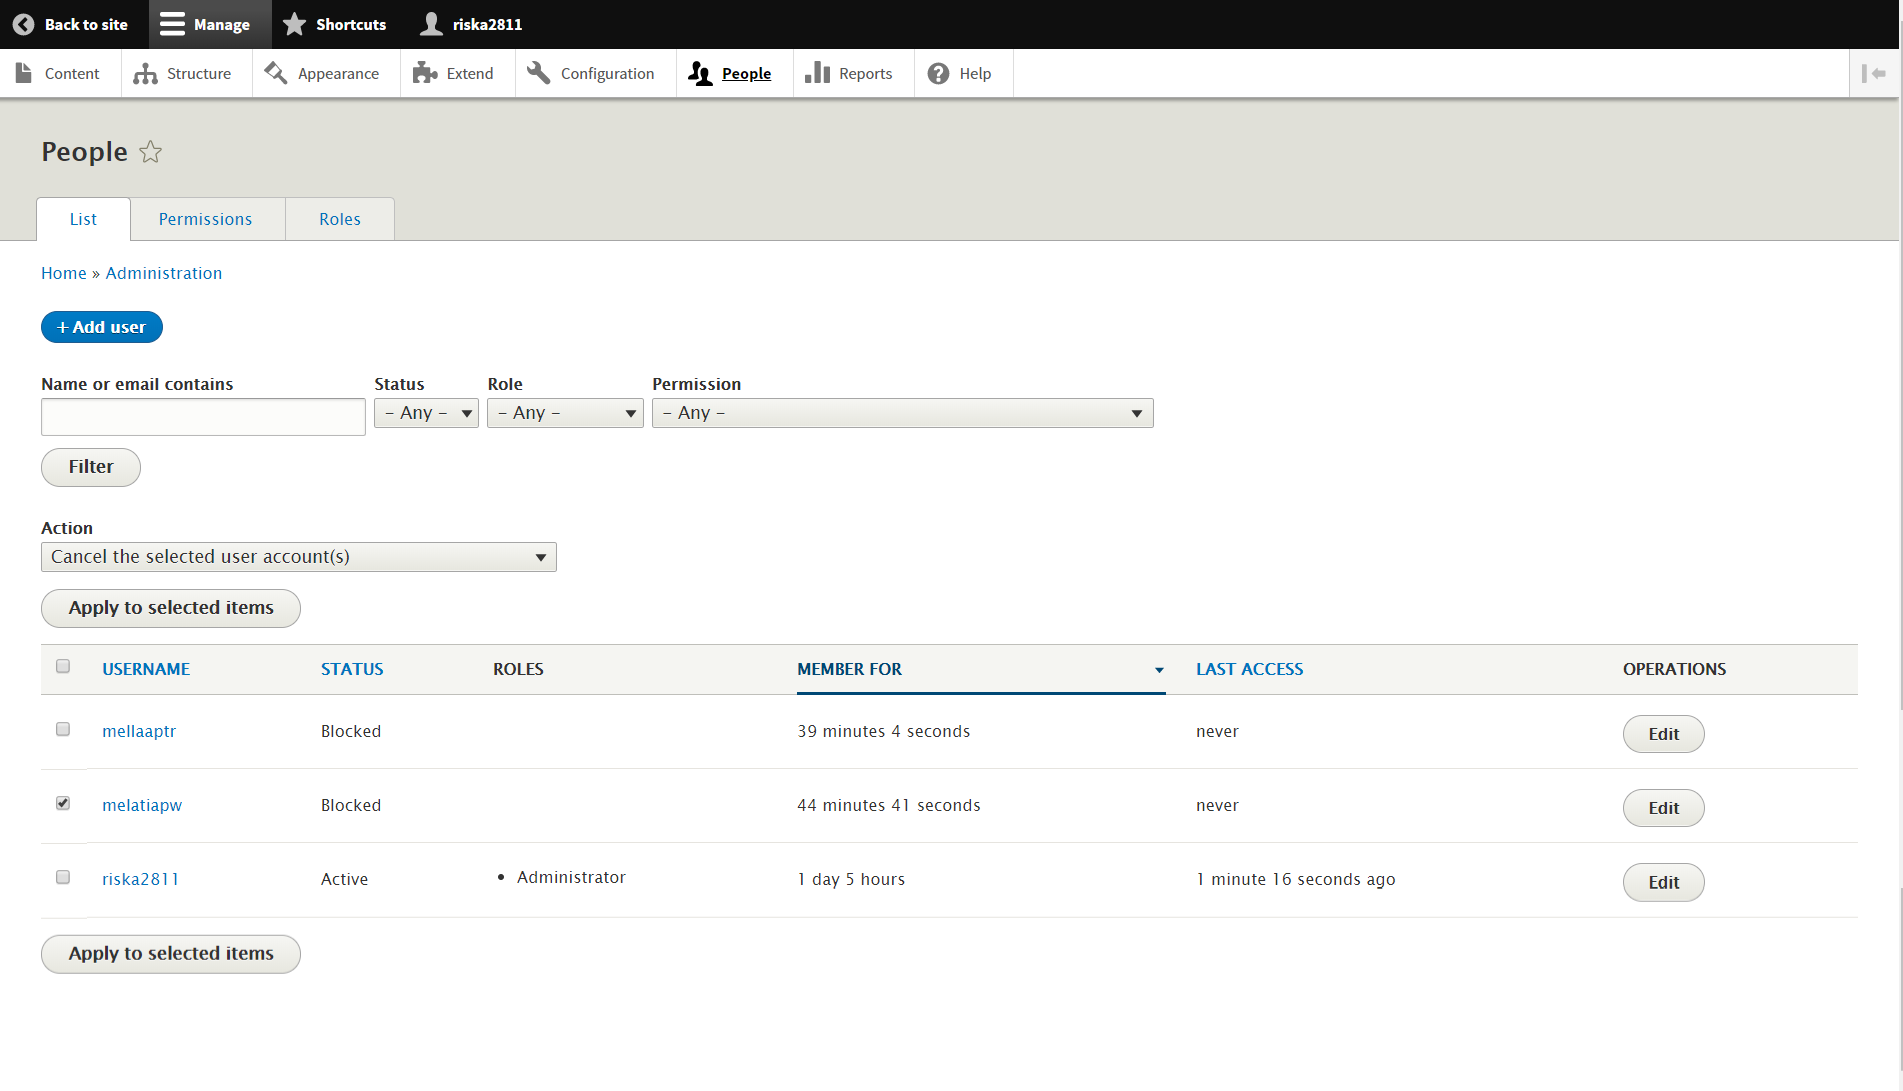 Back to site Manage Shortcuts riska2811
Content Structure Appearance Extend Configuration People Reports Help
People
List Permissions Roles
Home » Administration
+ Add user
Name or email contains Status Role Permission
- Any - - Any - - Any -
Filter
Action
Cancel the selected user account(s)
Apply to selected items
USERNAME STATUS ROLES MEMBER FOR LAST ACCESS OPERATIONS
mellaaptr Blocked 39 minutes 4 seconds never Edit
melatiapw Blocked 44 minutes 41 seconds never Edit
riska2811 Active • Administrator 1 day 5 hours 1 minute 16 seconds ago Edit
Apply to selected items